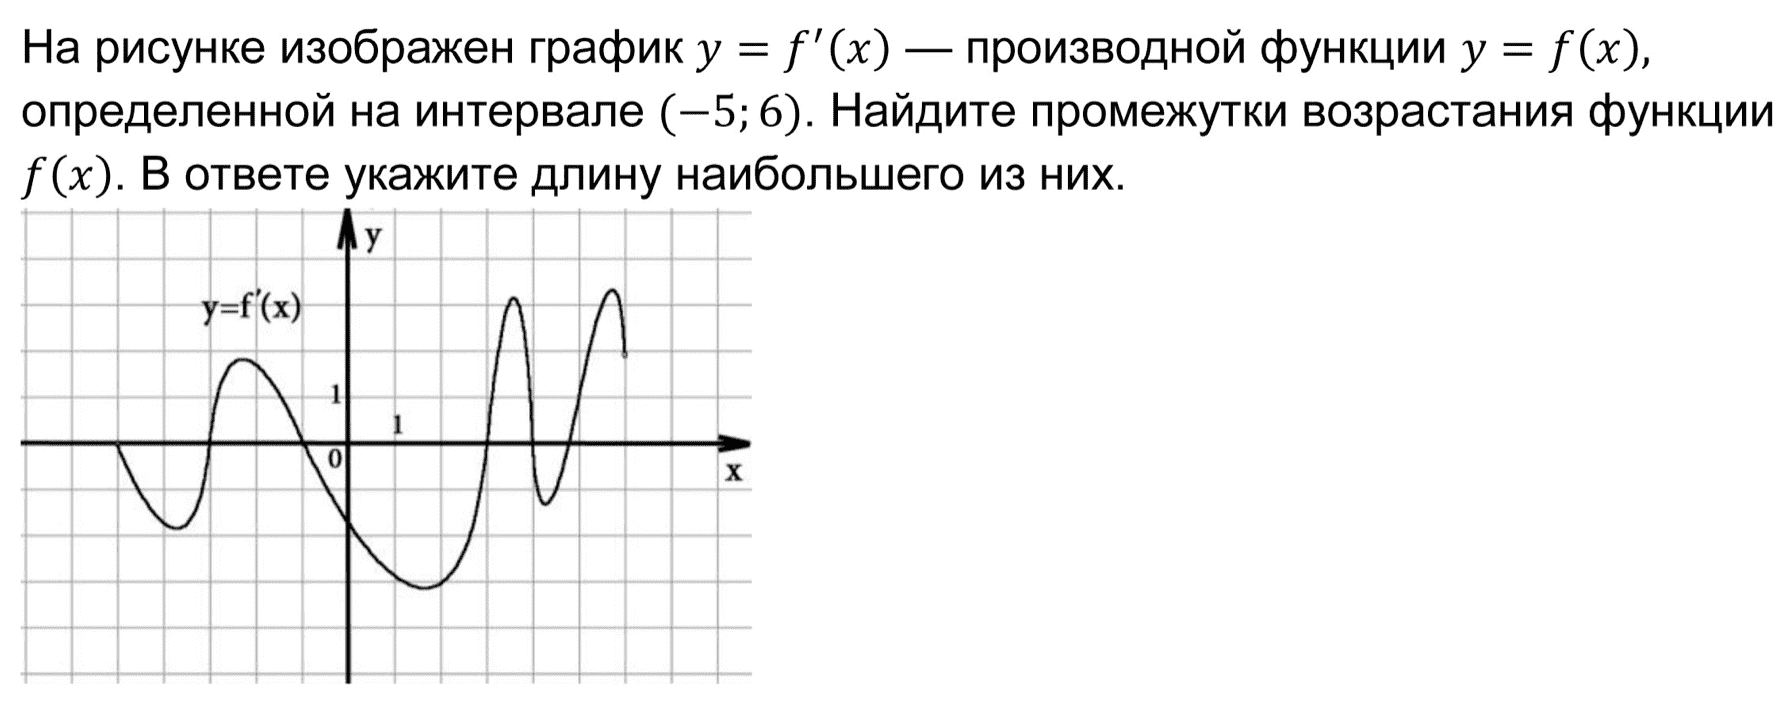 На рисунке изображен график y = f′(x) — производной функции y = f(x),
определенной на интервале (−5; 6). Найдите промежутки возрастания функции
f(x). В ответе укажите длину наибольшего из них.
y
y=f'(x)
1
1
0
x